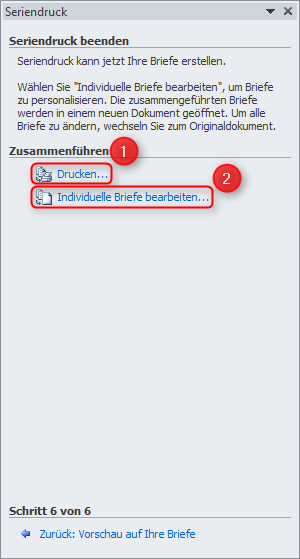 Seriendruck
Seriendruck beenden
Seriendruck kann jetzt Ihre Briefe erstellen.
Wählen Sie "Individuelle Briefe bearbeiten", um Briefe
zu personalisieren. Die zusammengeführten Briefe
werden in einem neuen Dokument geöffnet. Um alle
Briefe zu ändern, wechseln Sie zum Originaldokument.
Zusammenführen
1
Drucken...
2
Individuelle Briefe bearbeiten...
Schritt 6 von 6
Zurück: Vorschau auf Ihre Briefe